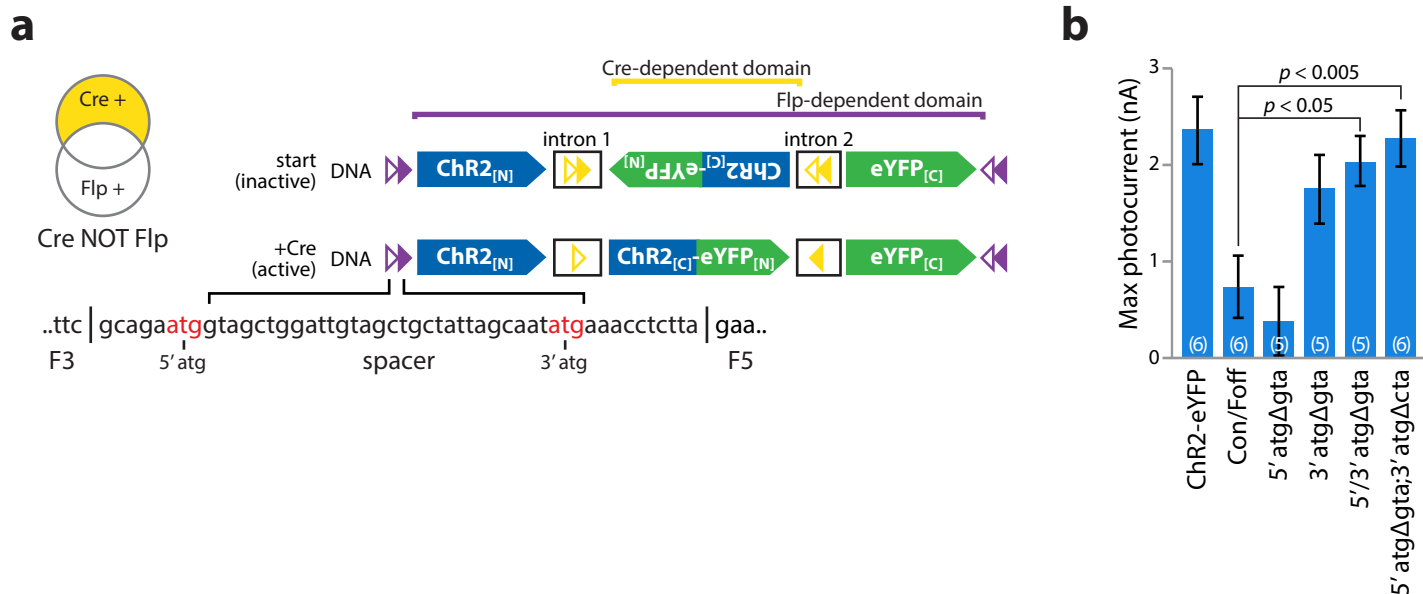 a
Cre +
Flp +
Cre NOT Flp
Cre-dependent domain
Flp-dependent domain
intron 1
intron 2
start
(inactive)
DNA
ChR2[N]
ChR2[C]-eYFP[N]
eYFP[C]
+Cre
(active)
DNA
ChR2[N]
ChR2[C]-eYFP[N]
eYFP[C]
..ttc
gcagaatggtagctggattgtagctgctattagcaatatgaaacctctta
gaa..
F3
5′ atg
spacer
3′ atg
F5
b
Max photocurrent (nA)
3
2
1
0
p < 0.005
p < 0.05
(6)
(6)
(5)
(5)
(5)
(6)
ChR2-eYFP
Con/Foff
5′ atgΔgta
3′ atgΔgta
5′/3′ atgΔgta
5′ atgΔgta;3′ atgΔcta